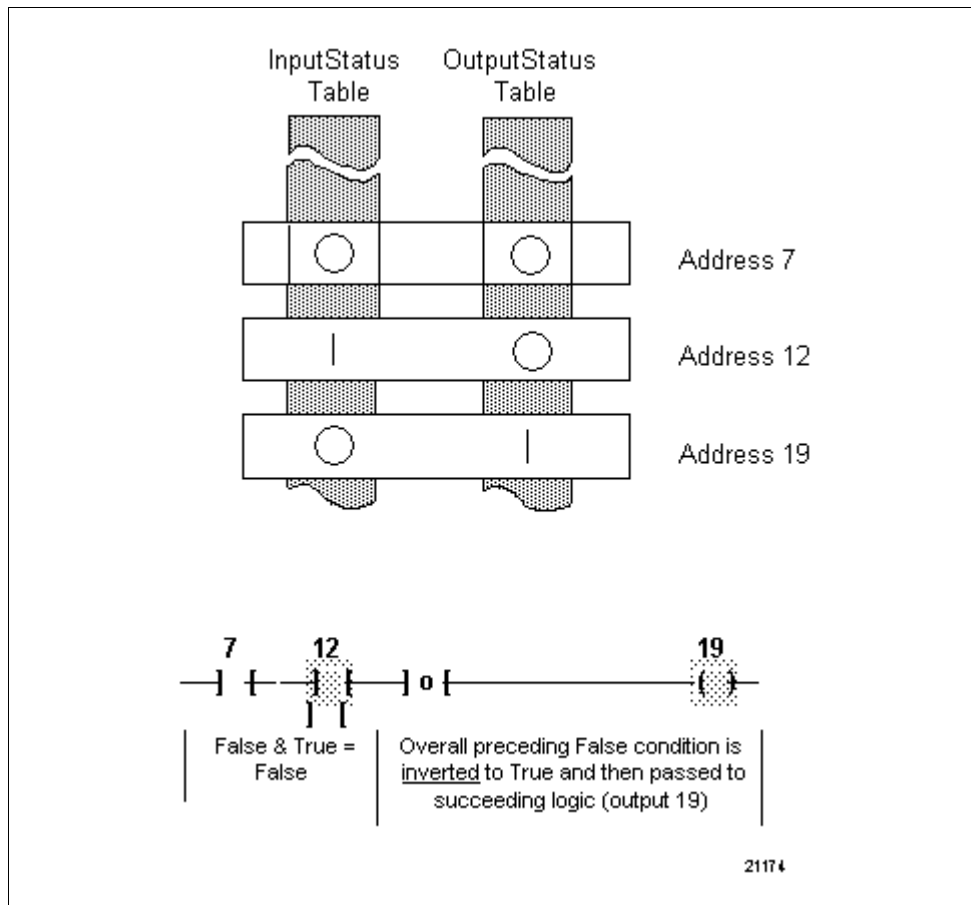 InputStatus OutputStatus
Table Table
Address 7
Address 12
Address 19
7 12 19
] [ ] [ ] o [ ( )
] [
False & True = Overall preceding False condition is
False inverted to True and then passed to
succeeding logic (output 19)
21174